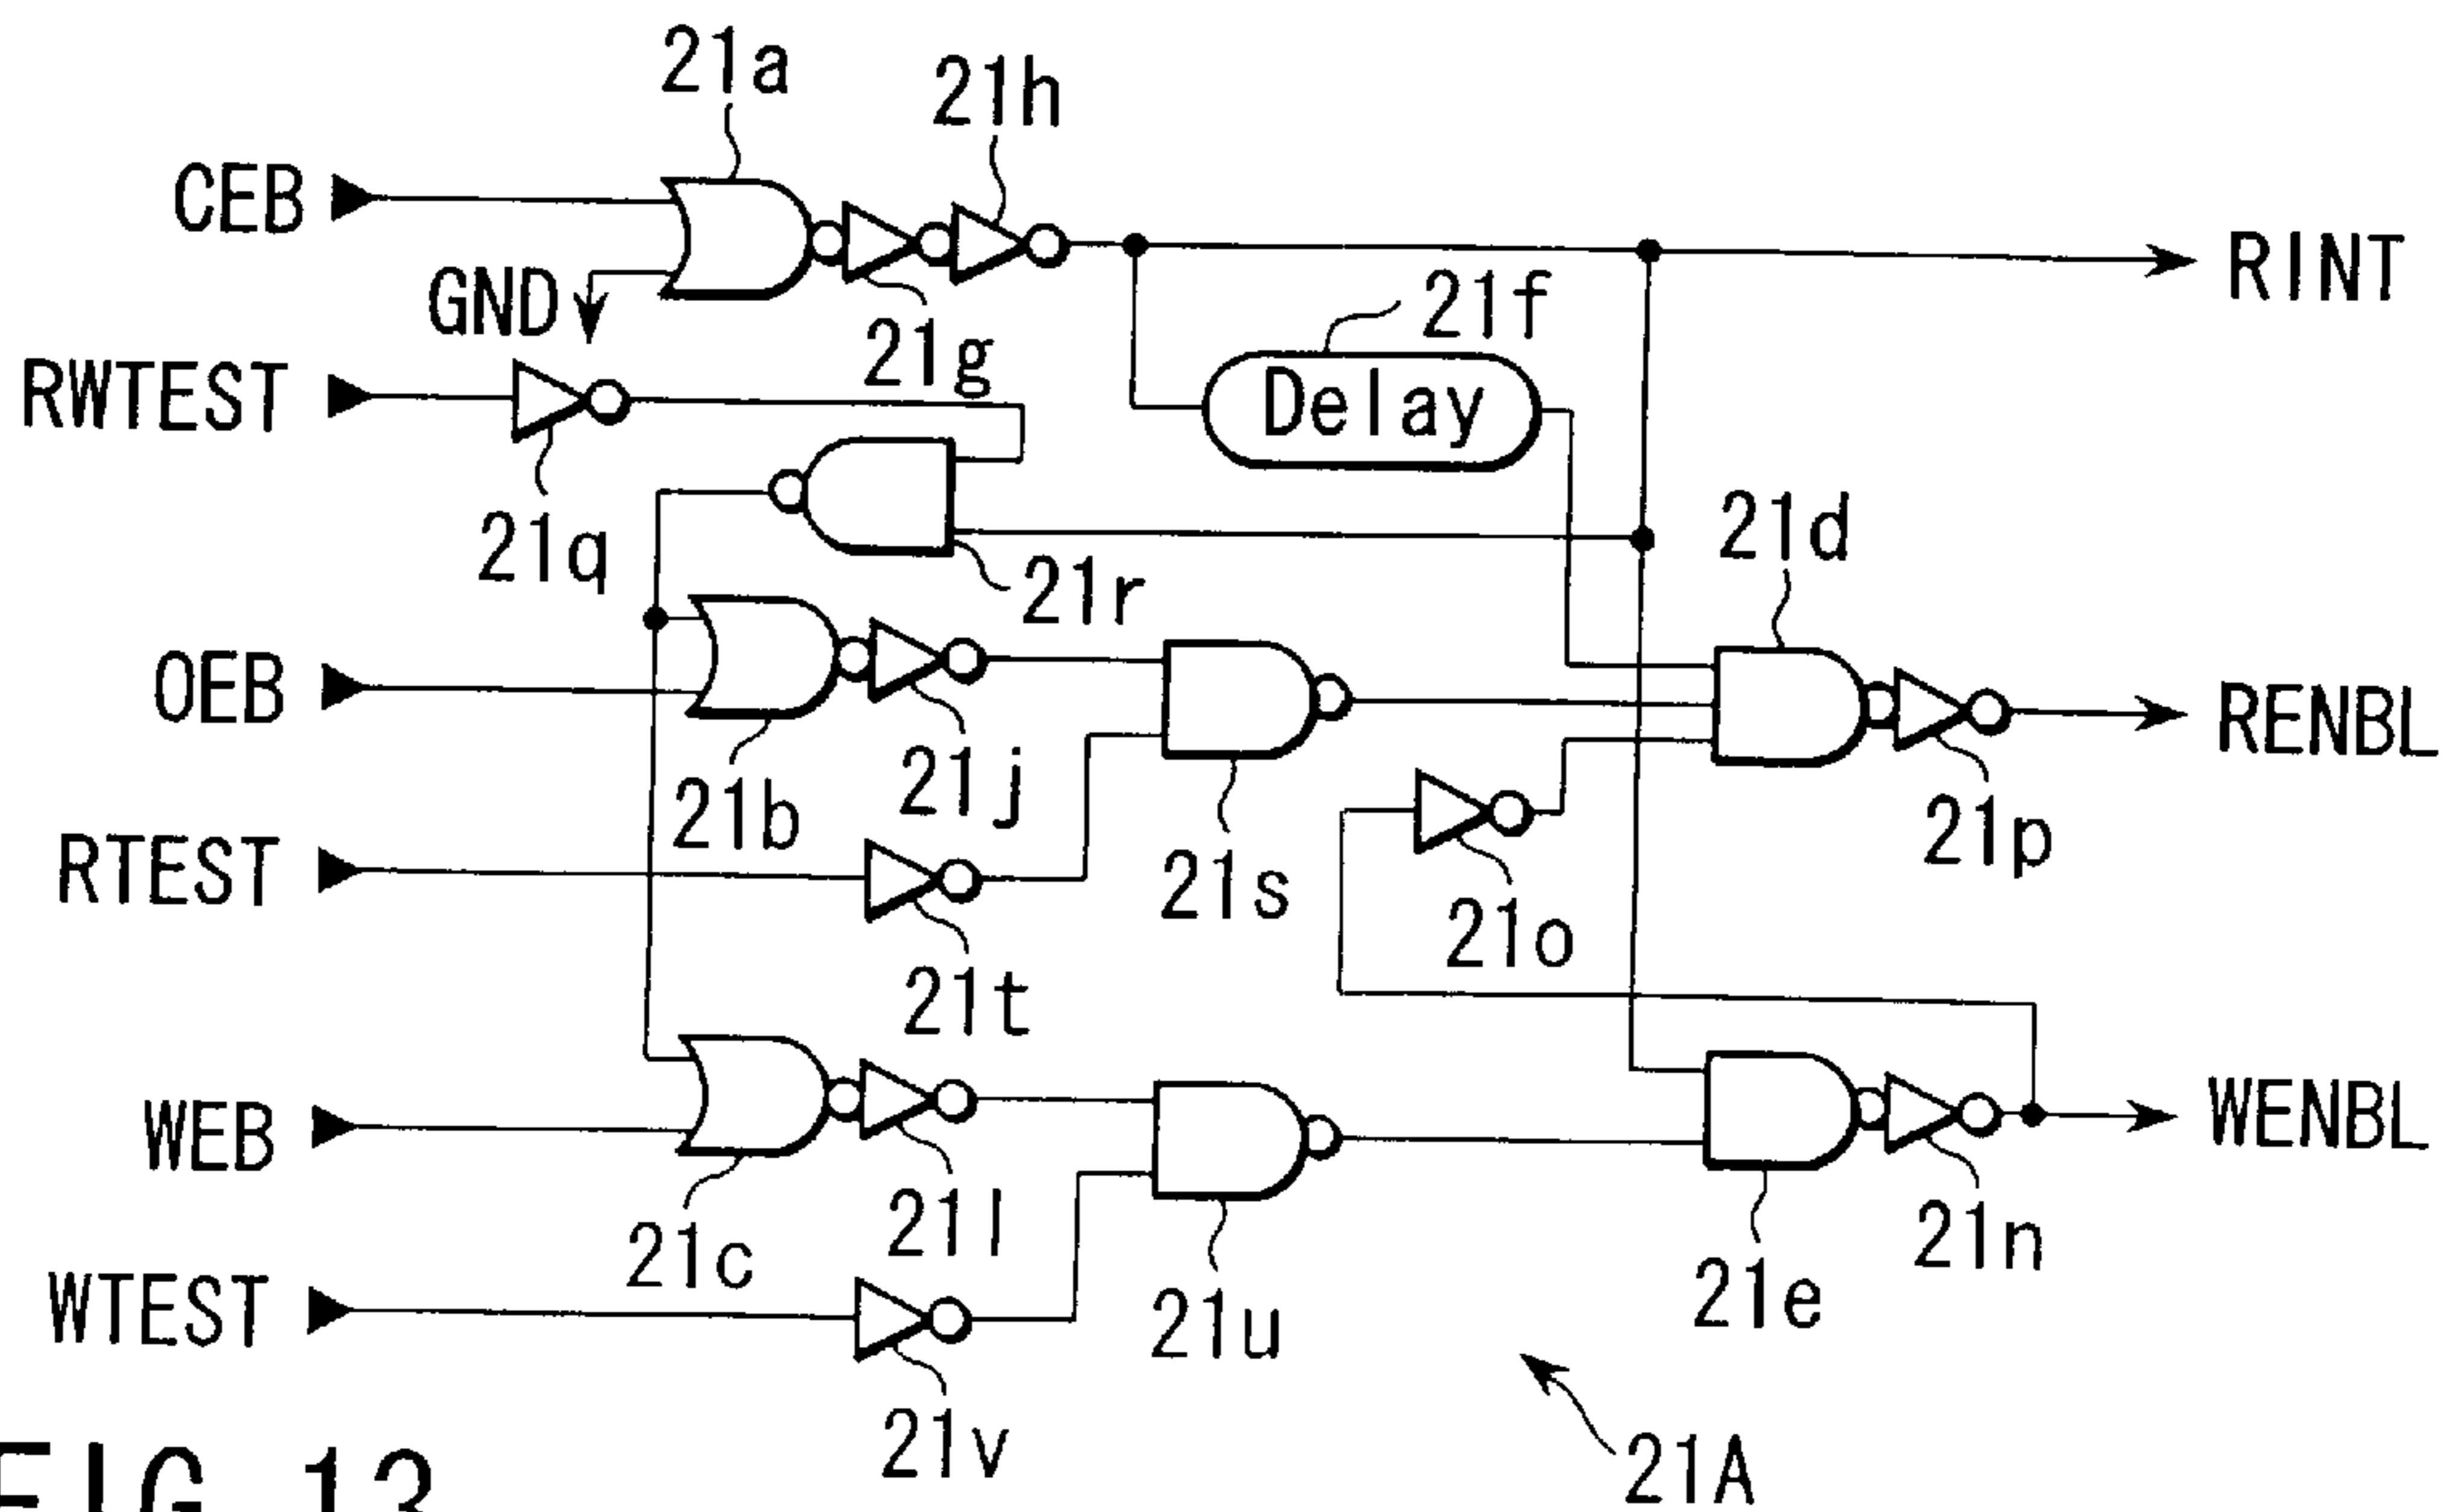 21a
21h
CEB
RINT
GND
21f
21g
Delay
RWTEST
21q
21d
21r
OEB
RENBL
21b
21j
21p
RTEST
21s
21o
21t
WEB
WENBL
21c
21l
21n
21e
WTEST
21u
21v
21A
FIG. 13